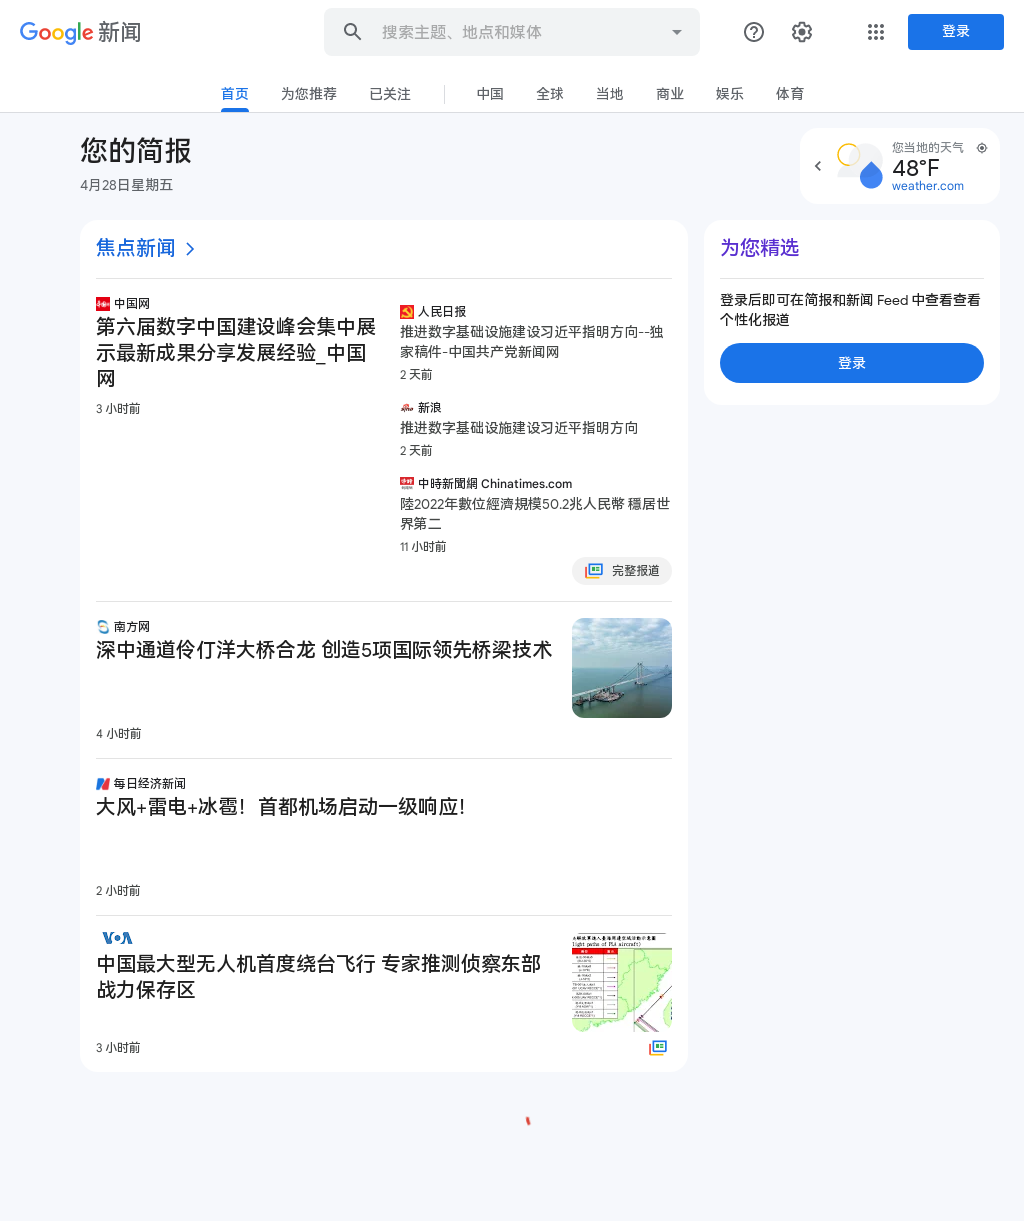 Google 新闻
搜索主题、地点和媒体
登录
首页 为您推荐 已关注 中国 全球 当地 商业 娱乐 体育
您的简报
4月28日星期五
您当地的天气
48°F
weather.com
焦点新闻
中国网
第六届数字中国建设峰会集中展
示最新成果分享发展经验_中国
网
3 小时前
人民日报
推进数字基础设施建设习近平指明方向--独
家稿件-中国共产党新闻网
2 天前
新浪
推进数字基础设施建设习近平指明方向
2 天前
中時新聞網 Chinatimes.com
陸2022年數位經濟規模50.2兆人民幣 穩居世
界第二
11 小时前
完整报道
南方网
深中通道伶仃洋大桥合龙 创造5项国际领先桥梁技术
4 小时前
每日经济新闻
大风+雷电+冰雹！首都机场启动一级响应！
2 小时前
VOA
中国最大型无人机首度绕台飞行 专家推测侦察东部
战力保存区
light paths of PLA aircraft)
3 小时前
为您精选
登录后即可在简报和新闻 Feed 中查看查看
个性化报道
登录